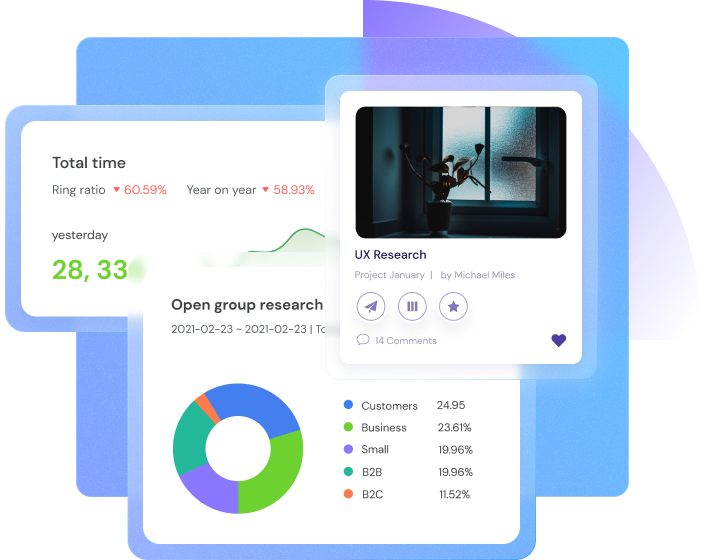 Total time
Ring ratio 60.59% Year on year 58.93%
yesterday
28, 33
UX Research
Project January | by Michael Miles
14 Comments
Open group research
2021-02-23 ~ 2021-02-23 |
Customers 24.95
Business 23.61%
Small 19.96%
B2B 19.96%
B2C 11.52%